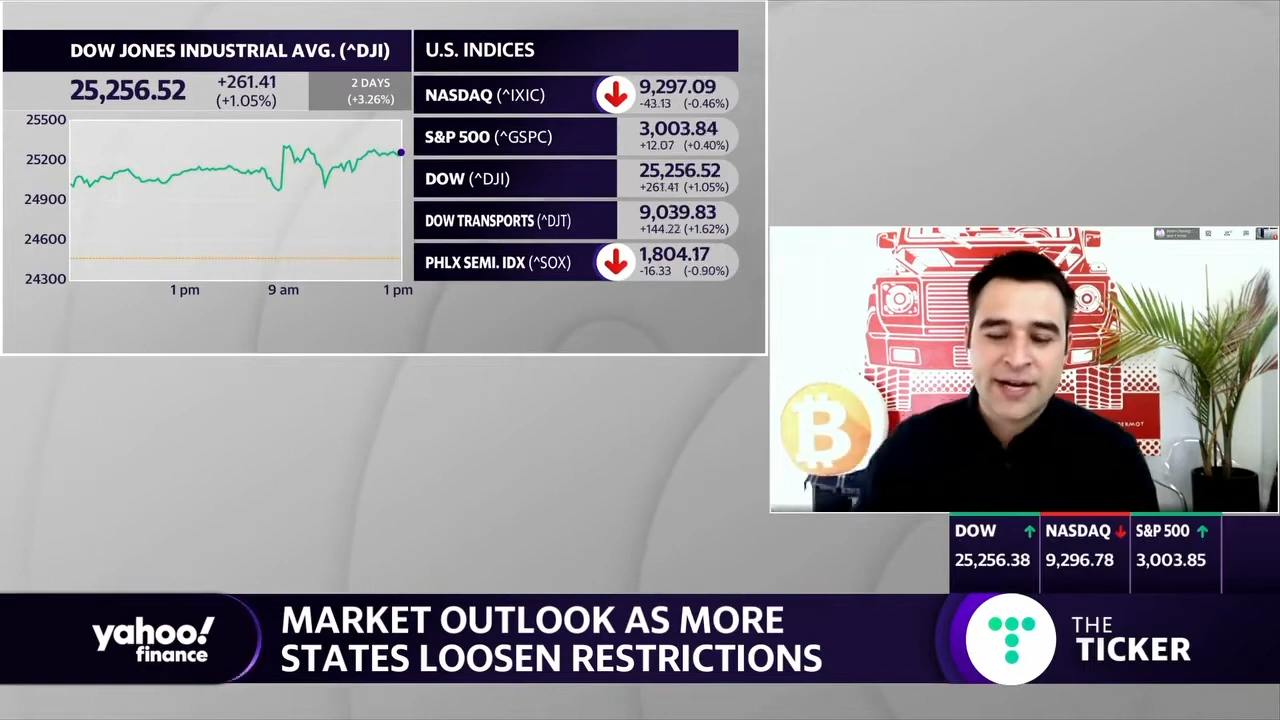 DOW JONES INDUSTRIAL AVG. (^DJI)
25,256.52
+261.41
(+1.05%)
2 DAYS
(+3.26%)
25500
25200
24900
24600
24300
1 pm
9 am
1 pm
U.S. INDICES
NASDAQ (^IXIC)
9,297.09
-43.13 (-0.46%)
S&P 500 (^GSPC)
3,003.84
+12.07 (+0.40%)
DOW (^DJI)
25,256.52
+261.41 (+1.05%)
DOW TRANSPORTS (^DJT)
9,039.83
+144.22 (+1.62%)
PHLX SEMI. IDX (^SOX)
1,804.17
-16.33 (-0.90%)
DOW
25,256.38
NASDAQ
9,296.78
S&P 500
3,003.85
yahoo!
finance
MARKET OUTLOOK AS MORE
STATES LOOSEN RESTRICTIONS
THE
TICKER